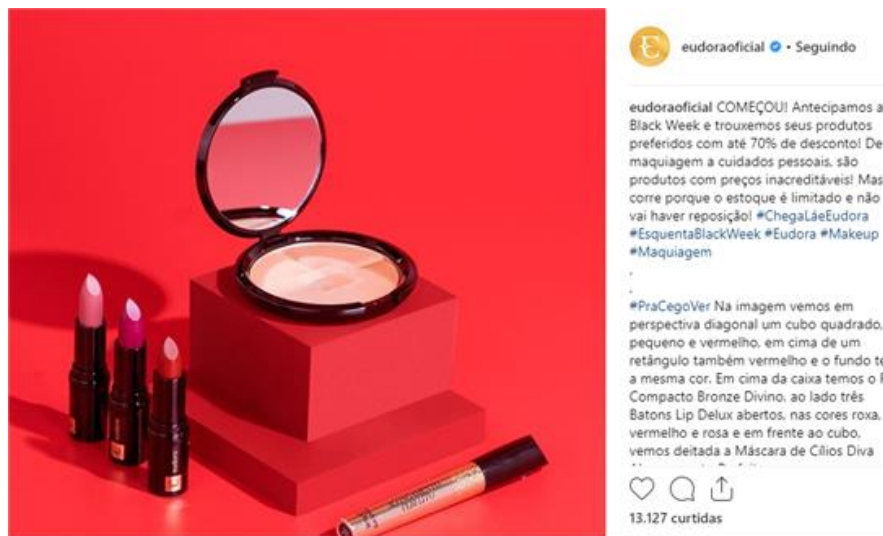 eudoraoficial • Seguindo
eudoraoficial COMEÇOU! Antecipamos a
Black Week e trouxemos seus produtos
preferidos com até 70% de desconto! De
maquiagem a cuidados pessoais, são
produtos com preços inacreditáveis! Mas
corre porque o estoque é limitado e não
vai haver reposição! #ChegaLáeEudora
#EsquentaBlackWeek #Eudora #Makeup
#Maquiagem
.
.
#PraCegoVer Na imagem vemos em
perspectiva diagonal um cubo quadrado,
pequeno e vermelho, em cima de um
retângulo também vermelho e o fundo te
a mesma cor. Em cima da caixa temos o
Compacto Bronze Divino, ao lado três
Batons Lip Delux abertos, nas cores roxa,
vermelho e rosa e em frente ao cubo,
vemos deitada a Máscara de Cílios Diva
13.127 curtidas